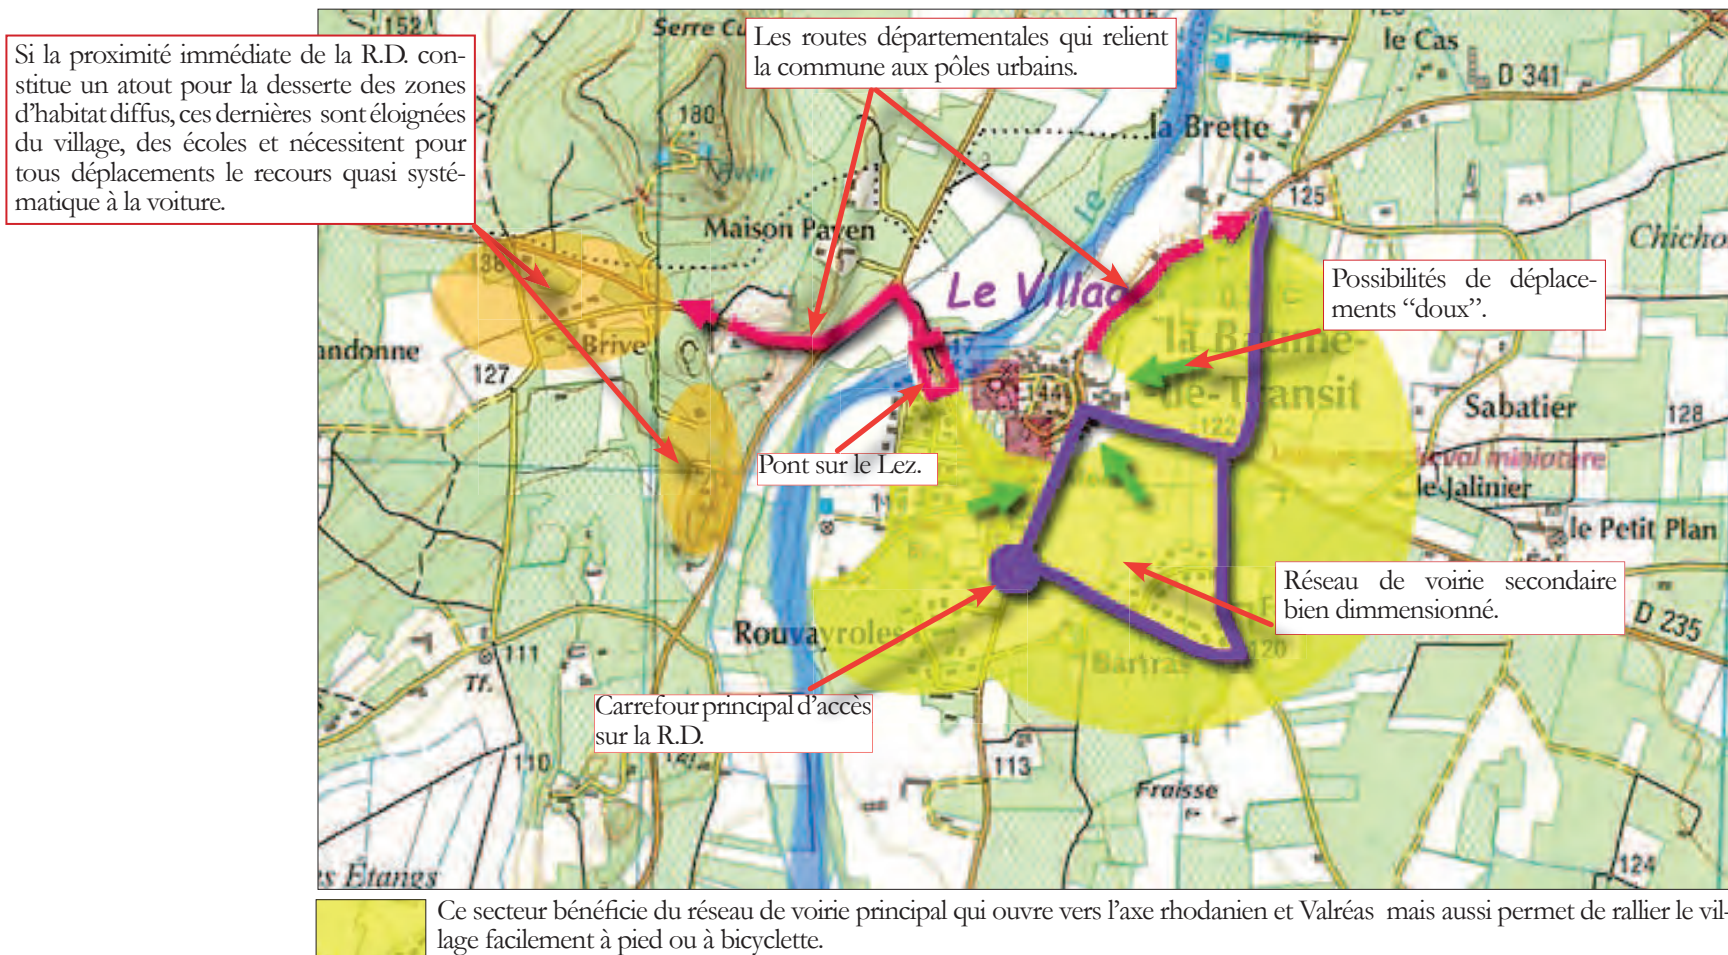 152
Serre
le Cas
D 341
Si la proximité immédiate de la R.D. con-
stitue un atout pour la desserte des zones
d'habitat diffus, ces dernières sont éloignées
du village, des écoles et nécessitent pour
tous déplacements le recours quasi systé-
matique à la voiture.
Les routes départementales qui relient
la commune aux pôles urbains.
180
la Brette
le
125
Maison Payen
Chicho
Le Village
Possibilités de déplace-
ments “doux”.
Brive
andonne
127
la Baume-
de-Transit
144
122
Sabatier
128
Pont sur le Lez.
val miniature
le Jalinier
le Petit Plan
Réseau de voirie secondaire
bien dimmensionné.
D 235
Rouvayroles
120
111
Tf.
Carrefour principal d'accès
sur la R.D.
110
113
Fraisse
124
s Étangs
Ce secteur bénéficie du réseau de voirie principal qui ouvre vers l'axe rhodanien et Valréas mais aussi permet de rallier le vil-
lage facilement à pied ou à bicyclette.